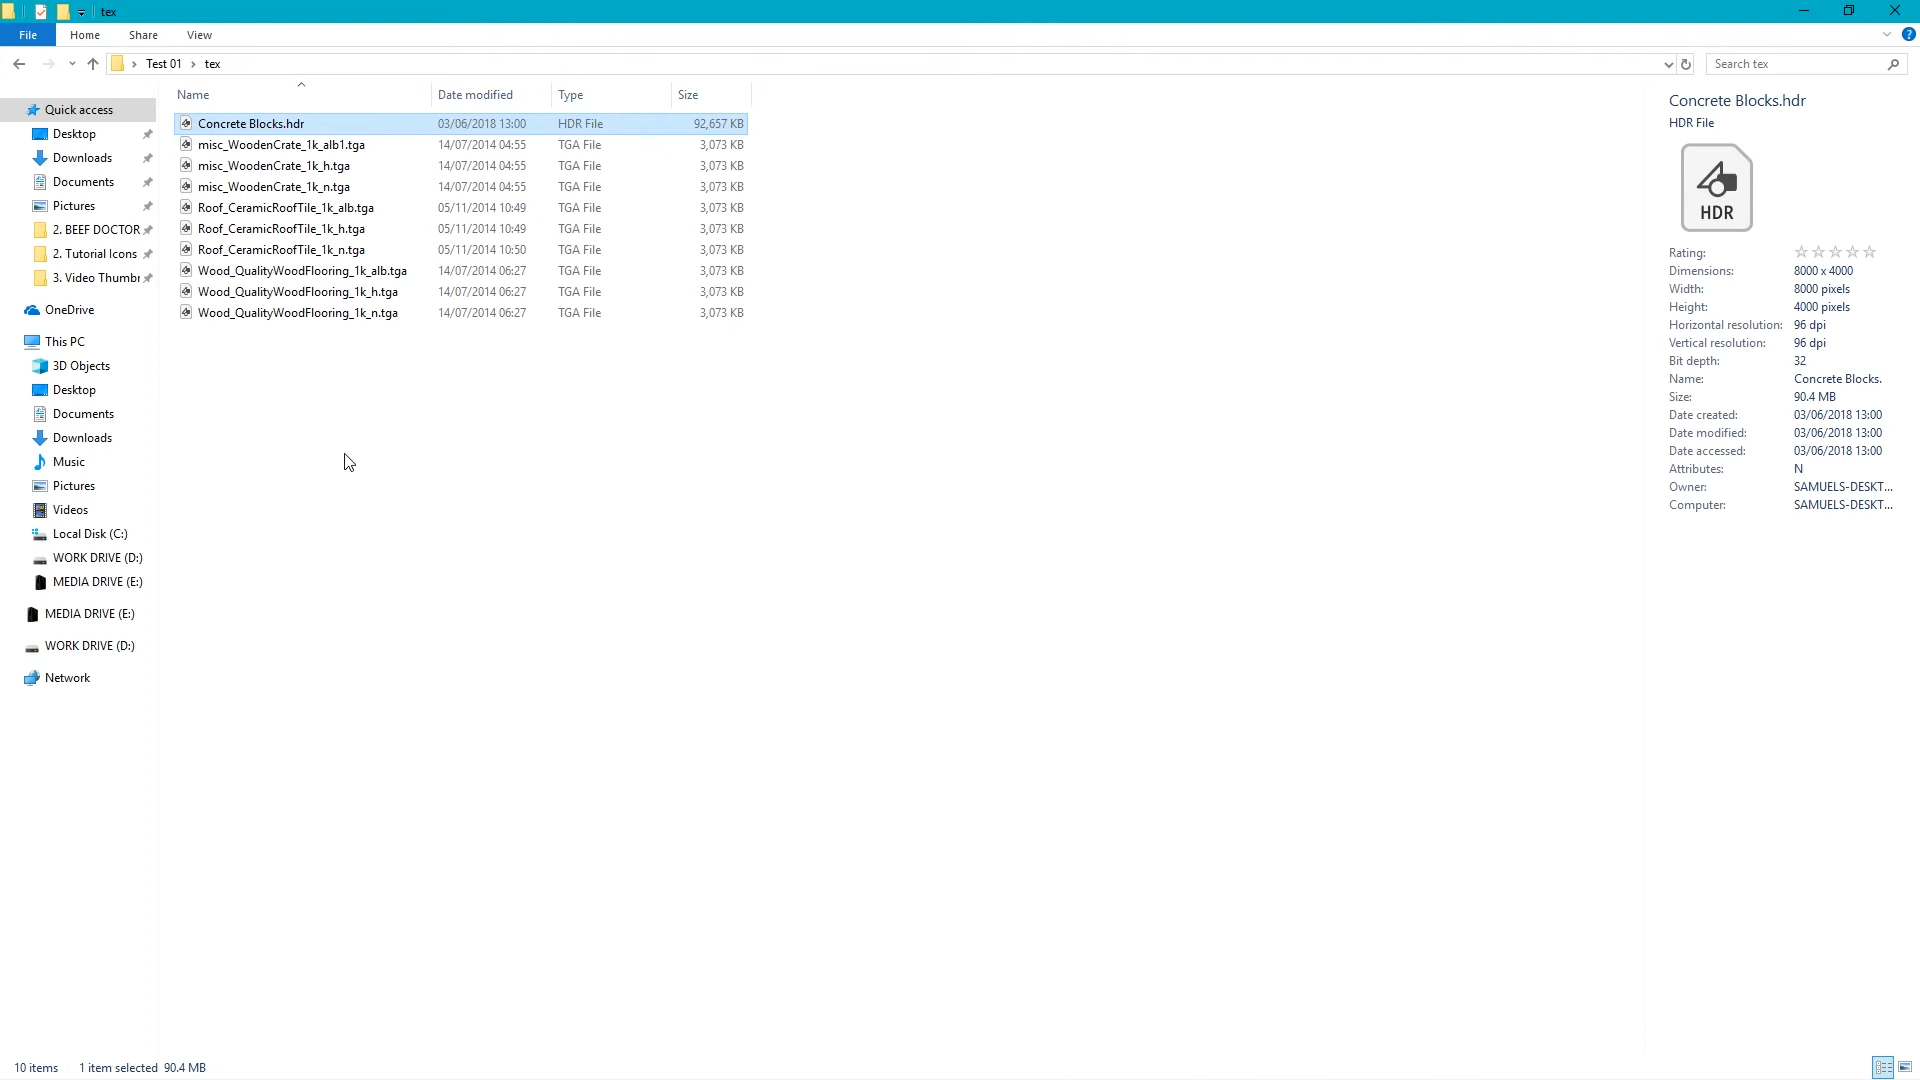 tex
File Home Share View
Test 01 tex
Search tex
Name Date modified Type Size
Concrete Blocks.hdr 03/06/2018 13:00 HDR File 92,657 KB
misc_WoodenCrate_1k_alb1.tga 14/07/2014 04:55 TGA File 3,073 KB
misc_WoodenCrate_1k_h.tga 14/07/2014 04:55 TGA File 3,073 KB
misc_WoodenCrate_1k_n.tga 14/07/2014 04:55 TGA File 3,073 KB
Roof_CeramicRoofTile_1k_alb.tga 05/11/2014 10:49 TGA File 3,073 KB
Roof_CeramicRoofTile_1k_h.tga 05/11/2014 10:49 TGA File 3,073 KB
Roof_CeramicRoofTile_1k_n.tga 05/11/2014 10:50 TGA File 3,073 KB
Wood_QualityWoodFlooring_1k_alb.tga 14/07/2014 06:27 TGA File 3,073 KB
Wood_QualityWoodFlooring_1k_h.tga 14/07/2014 06:27 TGA File 3,073 KB
Wood_QualityWoodFlooring_1k_n.tga 14/07/2014 06:27 TGA File 3,073 KB
Quick access
Desktop
Downloads
Documents
Pictures
2. BEEF DOCTOR
2. Tutorial Icons
3. Video Thumbr
OneDrive
This PC
3D Objects
Desktop
Documents
Downloads
Music
Pictures
Videos
Local Disk (C:)
WORK DRIVE (D:)
MEDIA DRIVE (E:)
MEDIA DRIVE (E:)
WORK DRIVE (D:)
Network
Concrete Blocks.hdr
HDR File
HDR
Rating:
Dimensions: 8000 x 4000
Width: 8000 pixels
Height: 4000 pixels
Horizontal resolution: 96 dpi
Vertical resolution: 96 dpi
Bit depth: 32
Name: Concrete Blocks.
Size: 90.4 MB
Date created: 03/06/2018 13:00
Date modified: 03/06/2018 13:00
Date accessed: 03/06/2018 13:00
Attributes: N
Owner: SAMUELS-DESKT...
Computer: SAMUELS-DESKT...
10 items 1 item selected 90.4 MB